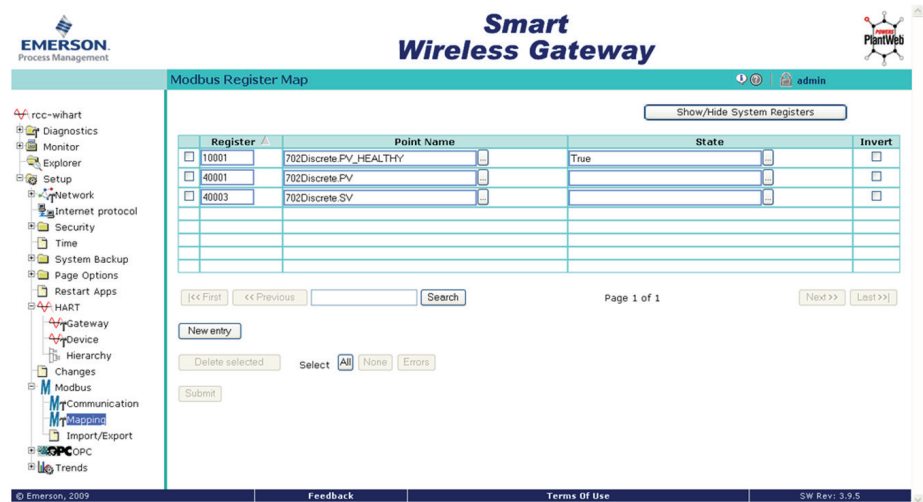 EMERSON.
Process Management
Smart
Wireless Gateway
POWERS
PlantWeb
Modbus Register Map
admin
rcc-wihart
Diagnostics
Monitor
Explorer
Setup
Network
Internet protocol
Security
Time
System Backup
Page Options
Restart Apps
HART
Gateway
Device
Hierarchy
Changes
Modbus
Communication
Mapping
Import/Export
OPC OPC
Trends
Show/Hide System Registers
Register Point Name State Invert
10001 702Discrete.PV_HEALTHY ... True ...
40001 702Discrete.PV ... ...
40003 702Discrete.SV ... ...
|<< First << Previous Search Page 1 of 1 Next >> Last >>|
New entry
Delete selected Select All None Errors
Submit
© Emerson, 2009 Feedback Terms Of Use SW Rev: 3.9.5